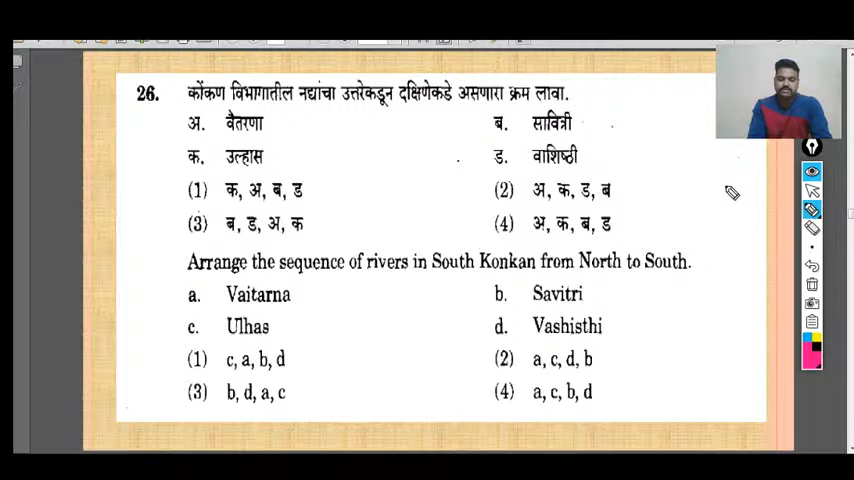 26. कोंकण विभागातील नद्यांचा उत्तरेकडून दक्षिणेकडे असणारा क्रम लावा.
अ. वैतरणा ब. सावित्री
क. उल्हास ड. वाशिष्ठी
(1) क, अ, ब, ड (2) अ, क, ड, ब
(3) ब, ड, अ, क (4) अ, क, ब, ड
Arrange the sequence of rivers in South Konkan from North to South.
a. Vaitarna b. Savitri
c. Ulhas d. Vashisthi
(1) c, a, b, d (2) a, c, d, b
(3) b, d, a, c (4) a, c, b, d